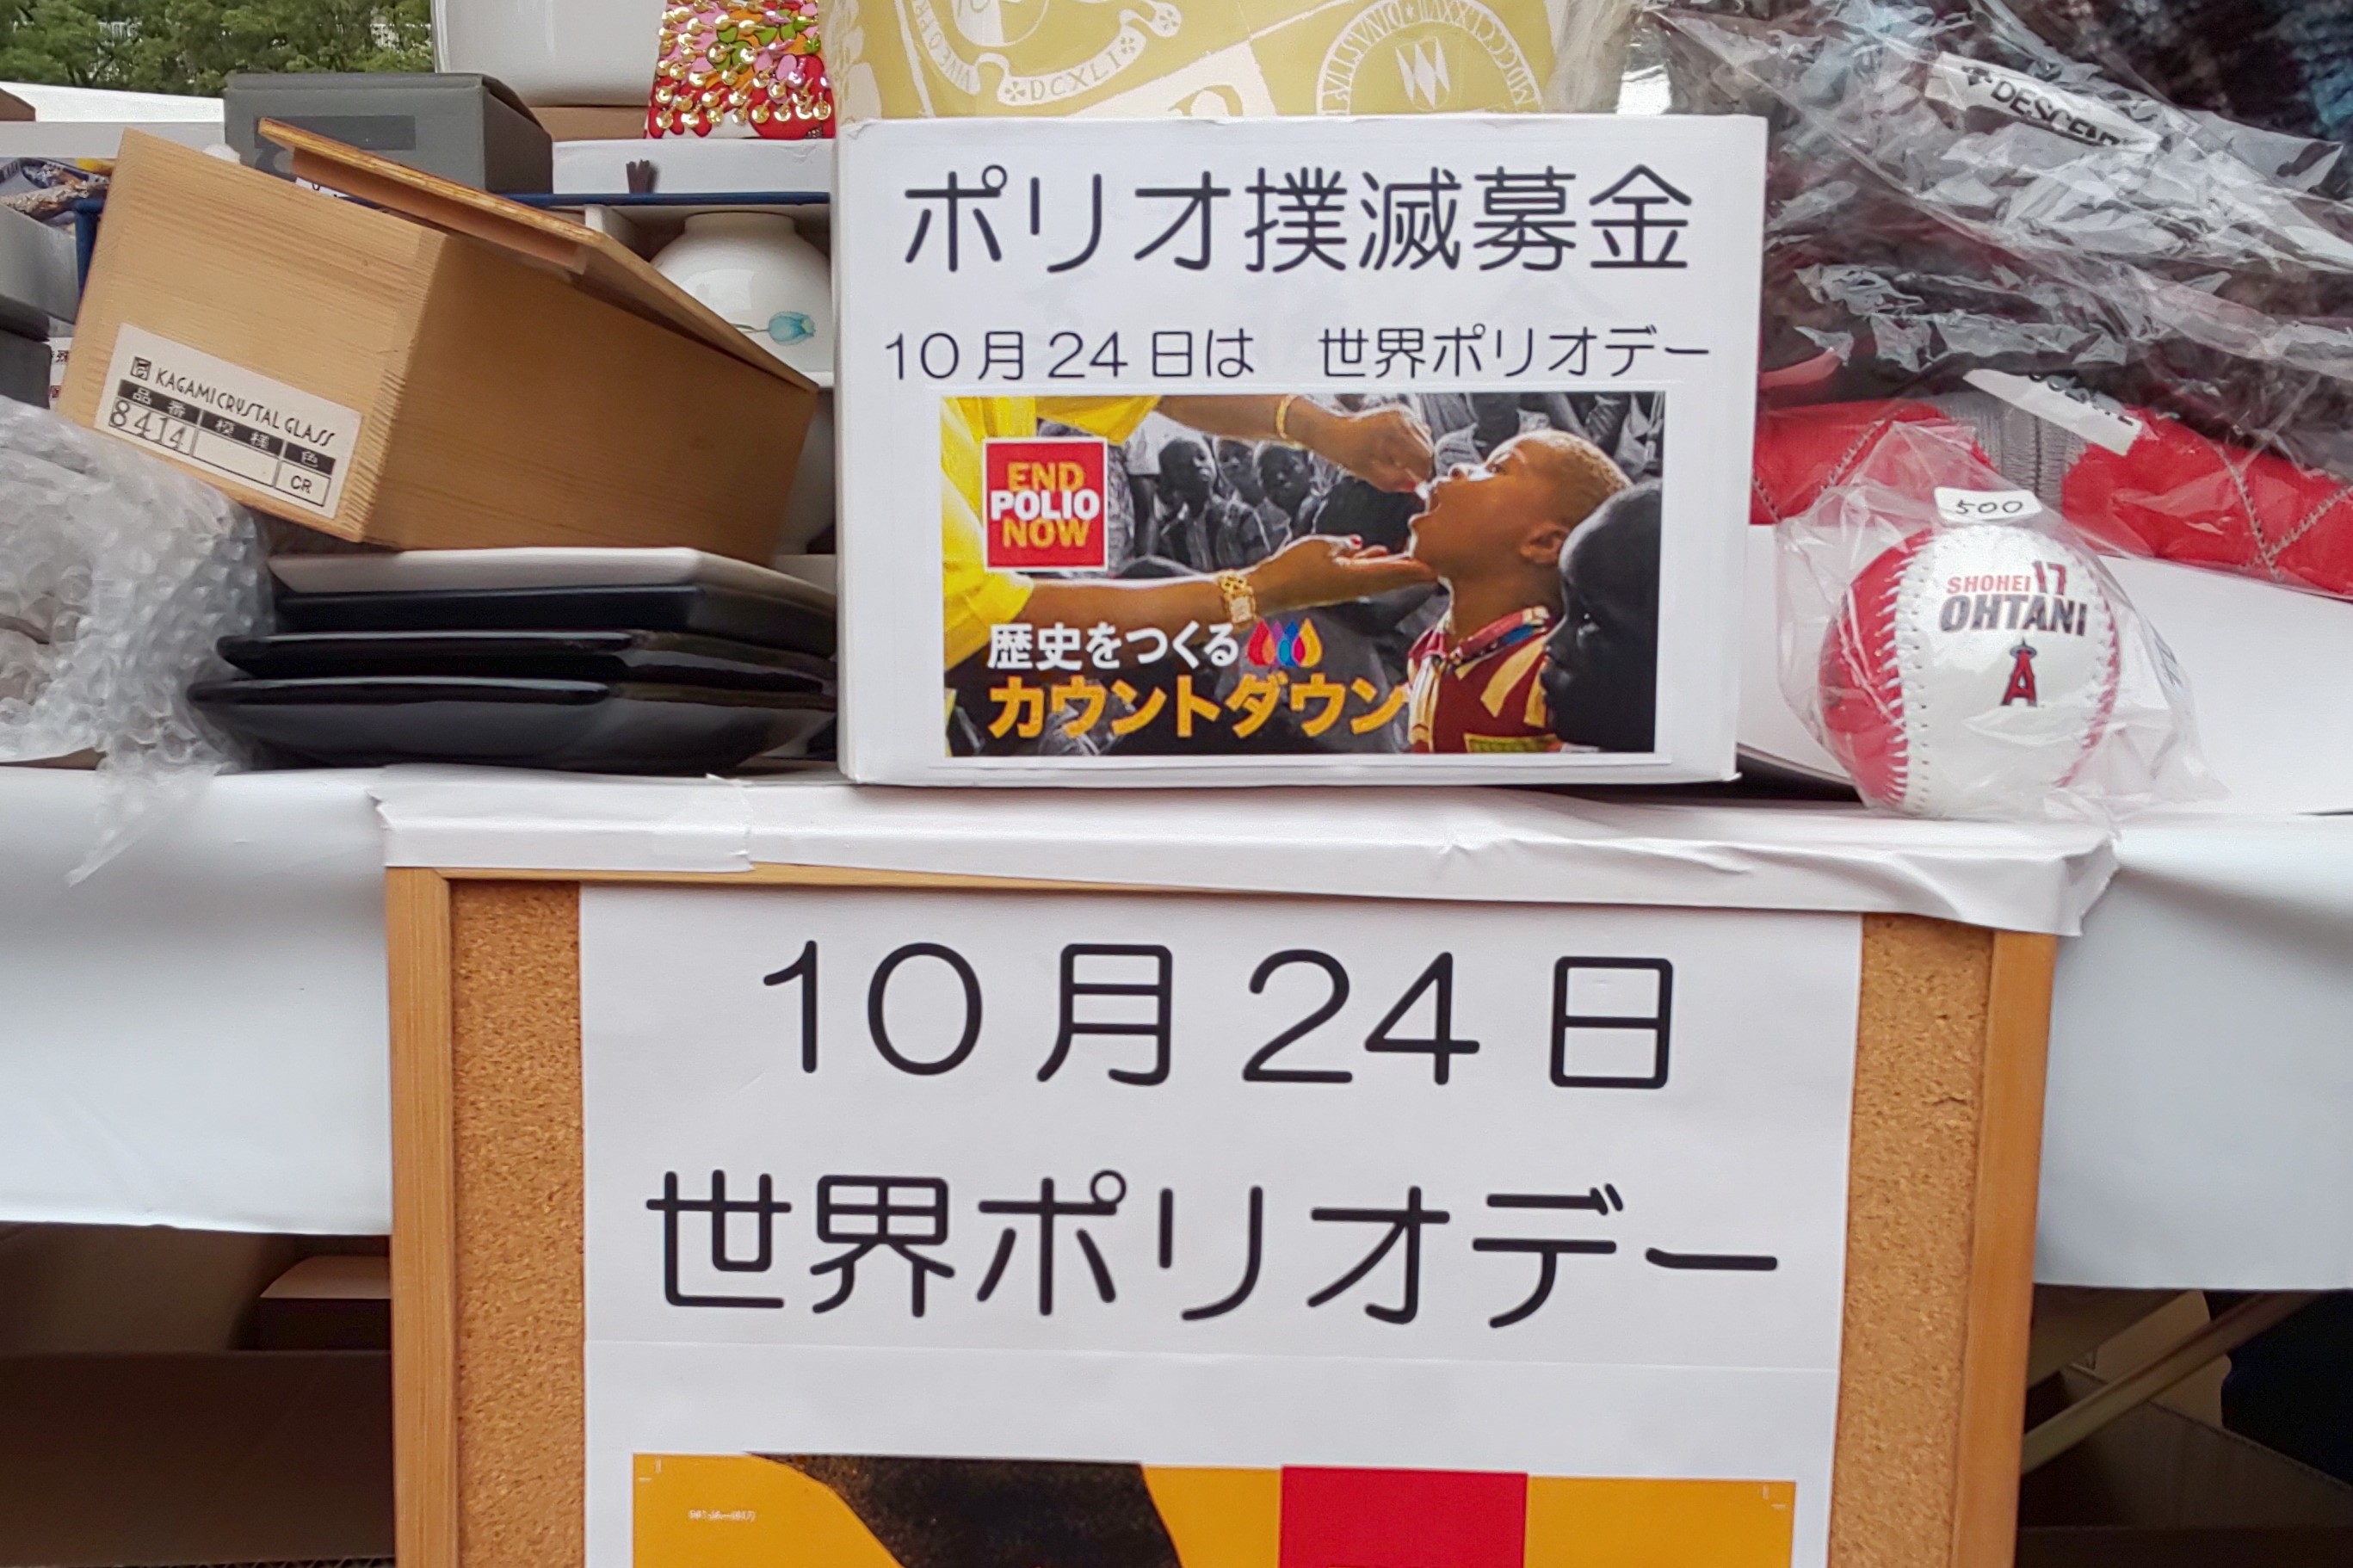 DCXLI
DESCENTE
ポリオ撲滅募金
10月24日は 世界ポリオデー
KAGAMI CRYSTAL GLASS
品番 模様 色
8414 CR
END
POLIO
NOW
歴史をつくる
カウントダウン
500
SHOHEI 17
OHTANI
A
10月24日
世界ポリオデー